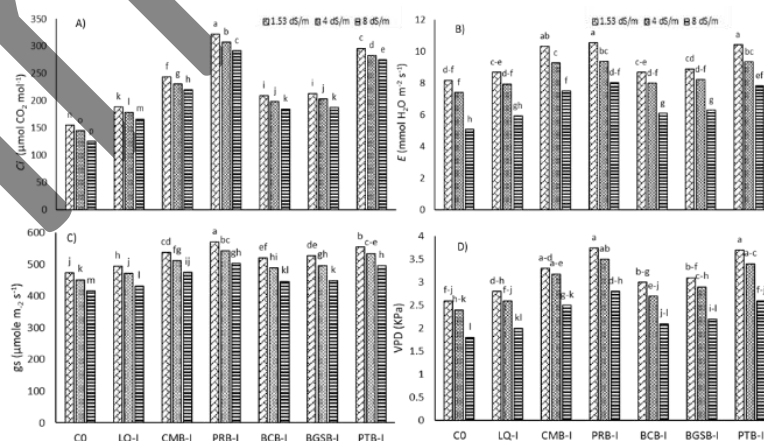 A)
1.53 dS/m 4 dS/m 8 dS/m
Ci (µmol CO2 mol-1)
350
300
250
200
150
100
50
0
n o p
k l m
f g h
a b c
i j k
j j k
c d e
B)
1.53 dS/m 4 dS/m 8 dS/m
E (mmol H2O m-2 s-1)
12
10
8
6
4
2
0
d-f f h
c-e d-f gh
ab c f
a bc d-f
c-e d-f g
c-e d-f g
a bc ef
C)
gs (µmole m-2 s-1)
600
500
400
300
200
100
0
j k m
h j l
cd fg ij
a bc gh
ef hi kl
de g l
b c-e g
C0 LQ-I CMB-I PRB-I BCB-I BGSB-I PTB-I
D)
VPD (KPa)
4
3.5
3
2.5
2
1.5
1
0.5
0
f-j h-k l
d-h f-j kl
a-d a-e g-k
a ab d-h
b-g e-j j-l
b-f c-h i-l
a a-c f-j
C0 LQ-I CMB-I PRB-I BCB-I BGSB-I PTB-I